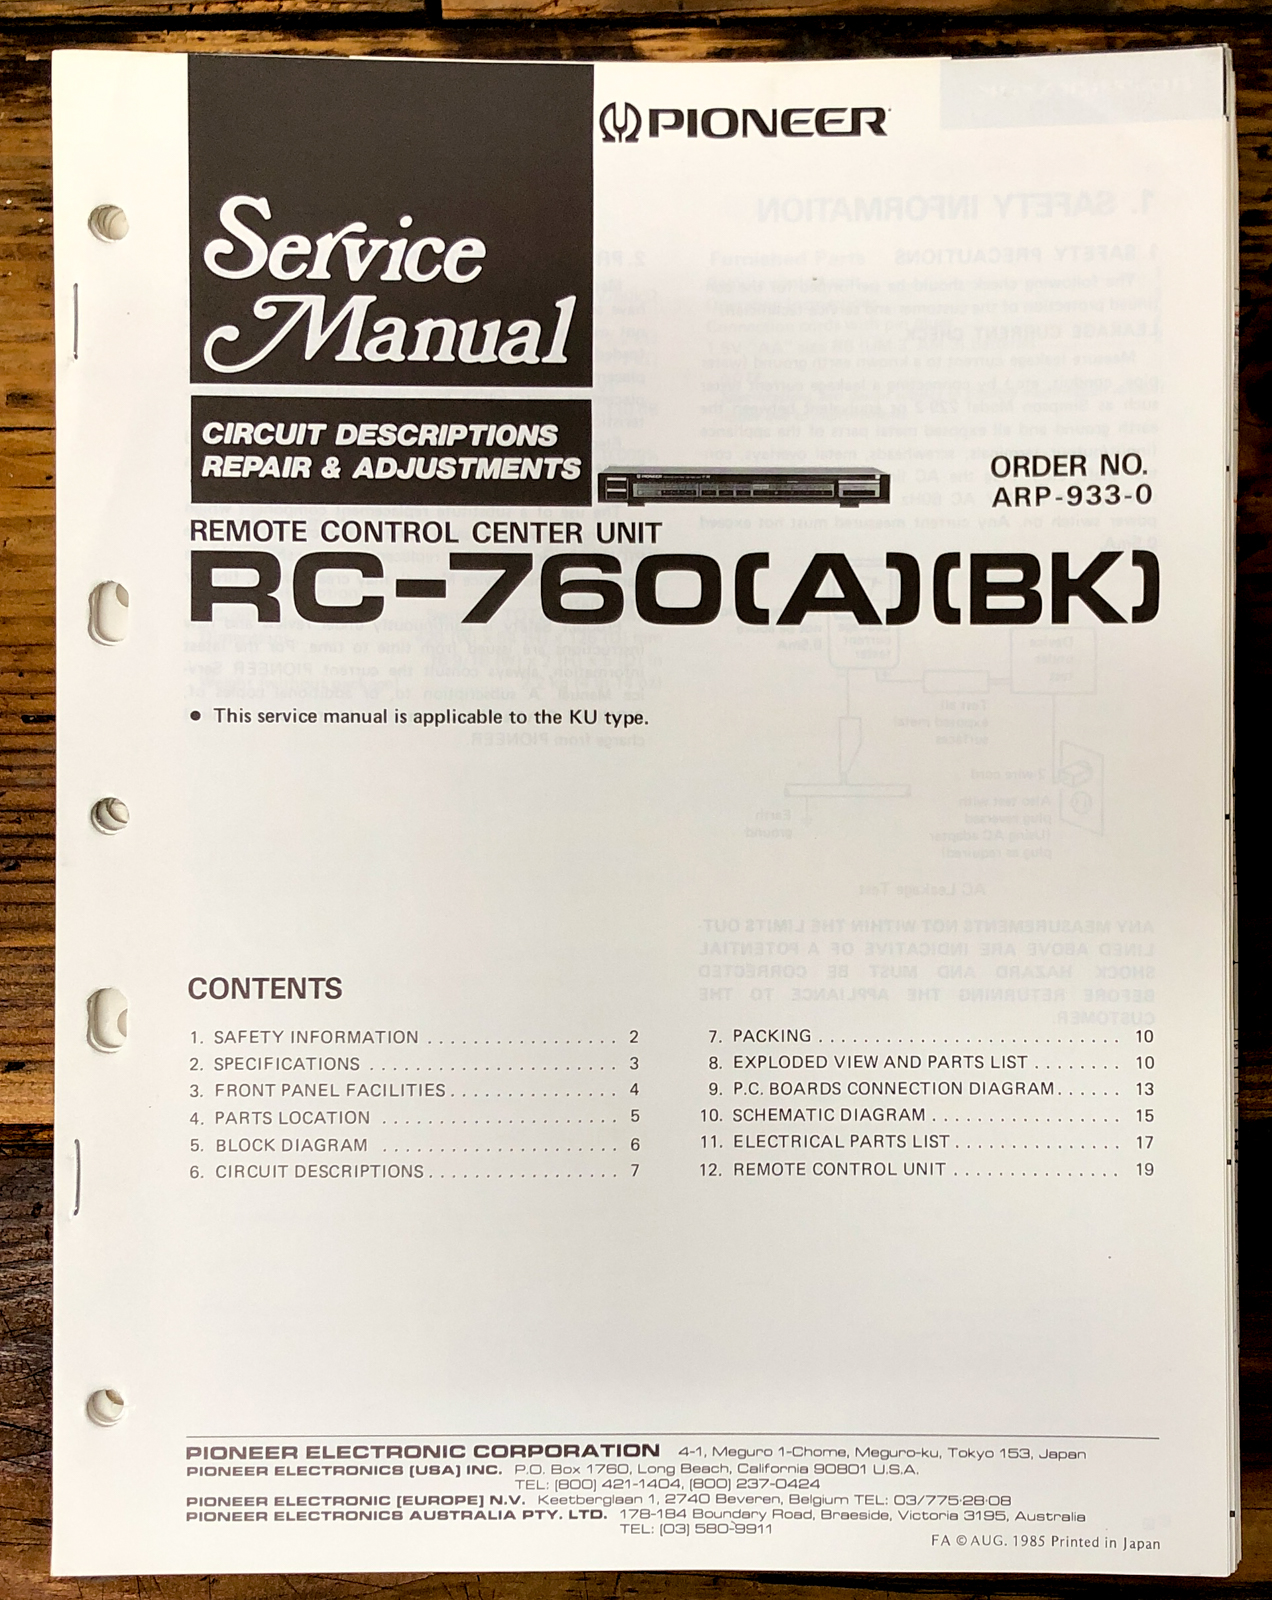 PIONEER
Service
Manual
CIRCUIT DESCRIPTIONS
REPAIR & ADJUSTMENTS
PIONEER
ORDER NO.
ARP-933-0
REMOTE CONTROL CENTER UNIT
RC-760(A)(BK)
● This service manual is applicable to the KU type.
CONTENTS
1. SAFETY INFORMATION . . . . . . . . . . . . . . . . . 2
2. SPECIFICATIONS . . . . . . . . . . . . . . . . . . . . . . 3
3. FRONT PANEL FACILITIES . . . . . . . . . . . . . . . 4
4. PARTS LOCATION . . . . . . . . . . . . . . . . . . . . . 5
5. BLOCK DIAGRAM . . . . . . . . . . . . . . . . . . . . . 6
6. CIRCUIT DESCRIPTIONS . . . . . . . . . . . . . . . . . 7
7. PACKING . . . . . . . . . . . . . . . . . . . . . . . . . . . 10
8. EXPLODED VIEW AND PARTS LIST . . . . . . . . 10
9. P.C. BOARDS CONNECTION DIAGRAM . . . . . . 13
10. SCHEMATIC DIAGRAM . . . . . . . . . . . . . . . . . 15
11. ELECTRICAL PARTS LIST . . . . . . . . . . . . . . . 17
12. REMOTE CONTROL UNIT . . . . . . . . . . . . . . . 19
PIONEER ELECTRONIC CORPORATION 4-1, Meguro 1-Chome, Meguro-ku, Tokyo 153, Japan
PIONEER ELECTRONICS [USA] INC. P.O. Box 1760, Long Beach, California 90801 U.S.A.
TEL: [800] 421-1404, [800] 237-0424
PIONEER ELECTRONIC [EUROPE] N.V. Keetberglaan 1, 2740 Beveren, Belgium TEL: 03/775·28·08
PIONEER ELECTRONICS AUSTRALIA PTY. LTD. 178-184 Boundary Road, Braeside, Victoria 3195, Australia
TEL: [03] 580-9911
FA © AUG. 1985 Printed in Japan